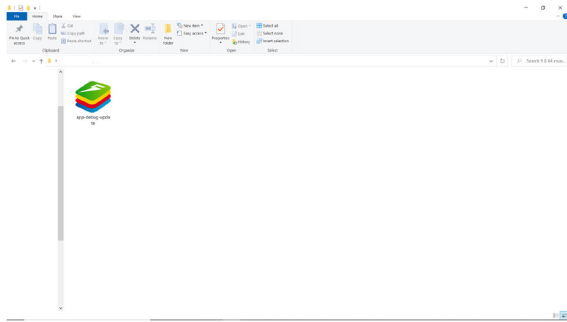 File Home Share View
Pin to Quick access
Copy
Paste
Cut
Copy path
Paste shortcut
Move to
Copy to
Delete
Rename
New folder
New item
Easy access
Properties
Open
Edit
History
Select all
Select none
Invert selection
Clipboard
Organize
New
Open
Select
app-debug-upda
te